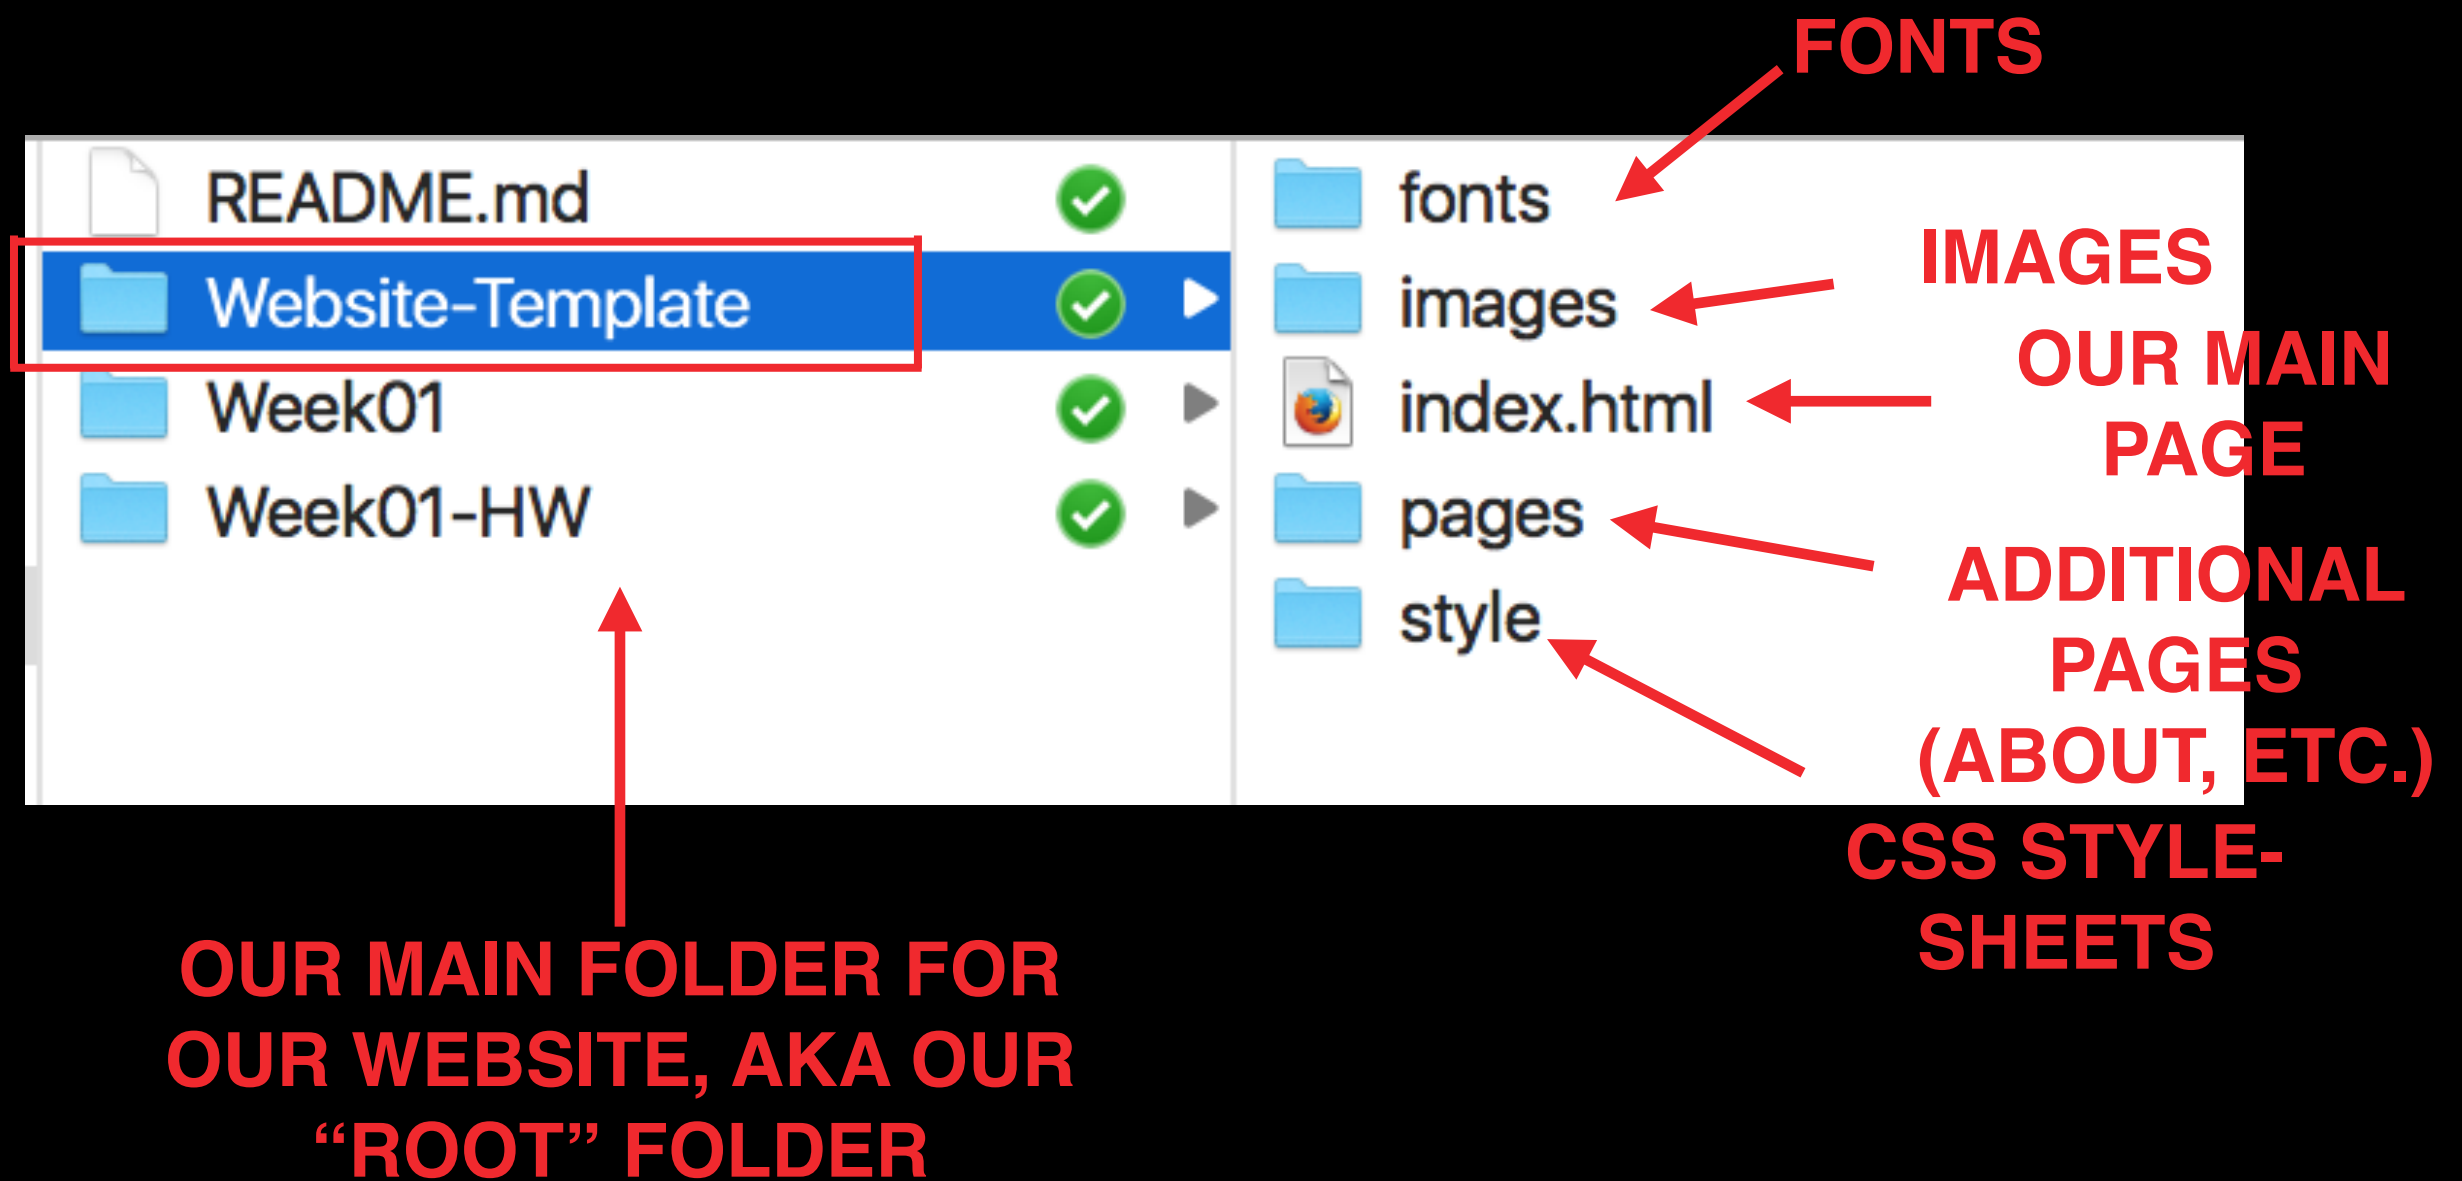 FONTS
README.md
fonts
Website-Template
images
IMAGES
Week01
index.html
OUR MAIN
PAGE
Week01-HW
pages
ADDITIONAL
PAGES
(ABOUT, ETC.)
style
CSS STYLE-
SHEETS
OUR MAIN FOLDER FOR
OUR WEBSITE, AKA OUR
“ROOT” FOLDER